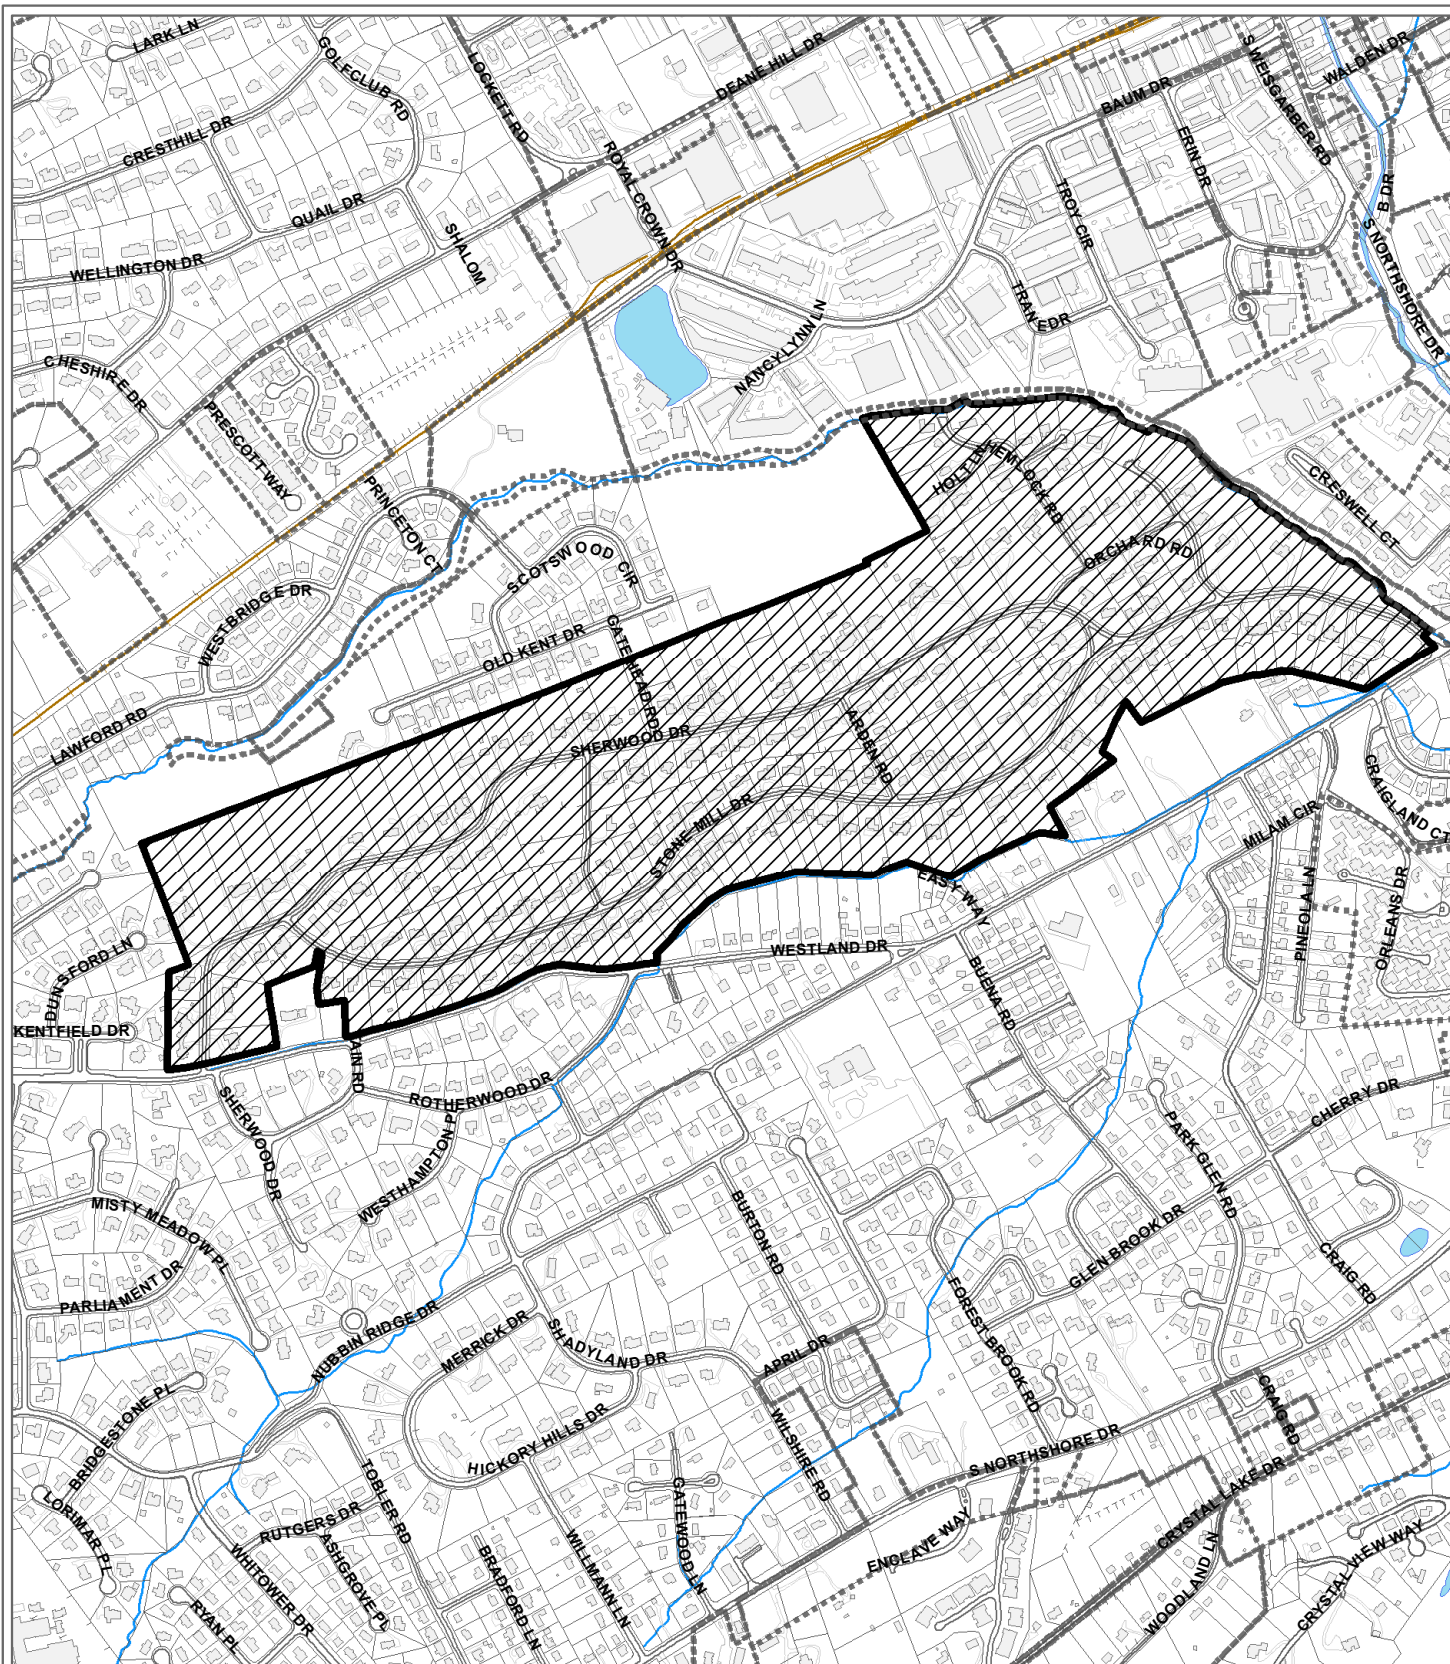 LARK LN
GOLFCLUB RD
LOCKETT RD
DEANE HILL DR
BAUM DR
S WEISGARBER RD
WALDEN DR
CRESTHILL DR
ROYAL CROWN DR
ERIN DR
B DR
QUAIL DR
SHALOM
TROY CIR
S NORTHSHORE DR
WELLINGTON DR
TRANE DR
NANCY LYNN LN
CHESHIRE DR
PRESCOTT WAY
PRINCETON CT
HOLT LN
HEMLOCK RD
CRESWELL CT
ORCHARD RD
SCOTSWOOD CIR
WESTBRIDGE DR
OLD KENT DR
GATEHEAD RD
LAWFORD RD
SHERWOOD DR
ARDEN RD
STONE MILL DR
CRAIGLAND CT
MILAM CIR
EASY WAY
PINEOLA LN
ORLEANS DR
DUNSFORD LN
WESTLAND DR
BUENA RD
KENTFIELD DR
AIN RD
ROTHERWOOD DR
SHERWOOD DR
WESTHAMPTON PL
PARK GLEN RD
CHERRY DR
MISTY MEADOW PL
BURTON RD
GLEN BROOK DR
CRAIG RD
PARLIAMENT DR
NUBBIN RIDGE DR
MERRICK DR
SHADYLAND DR
APRIL DR
FOREST BROOK RD
BRIDGESTONE PL
HICKORY HILLS DR
WILSHIRE RD
CRAIG RD
S NORTHSHORE DR
LORIMAR PL
TOBLER RD
GATEWOOD LN
CRYSTAL LAKE DR
RUTGERS DR
WHITOWER DR
ASHGROVE PL
BRADFORD LN
WILLMANN LN
ENCLAVE WAY
WOODLAND LN
CRYSTAL VIEW WAY
RYAN PL